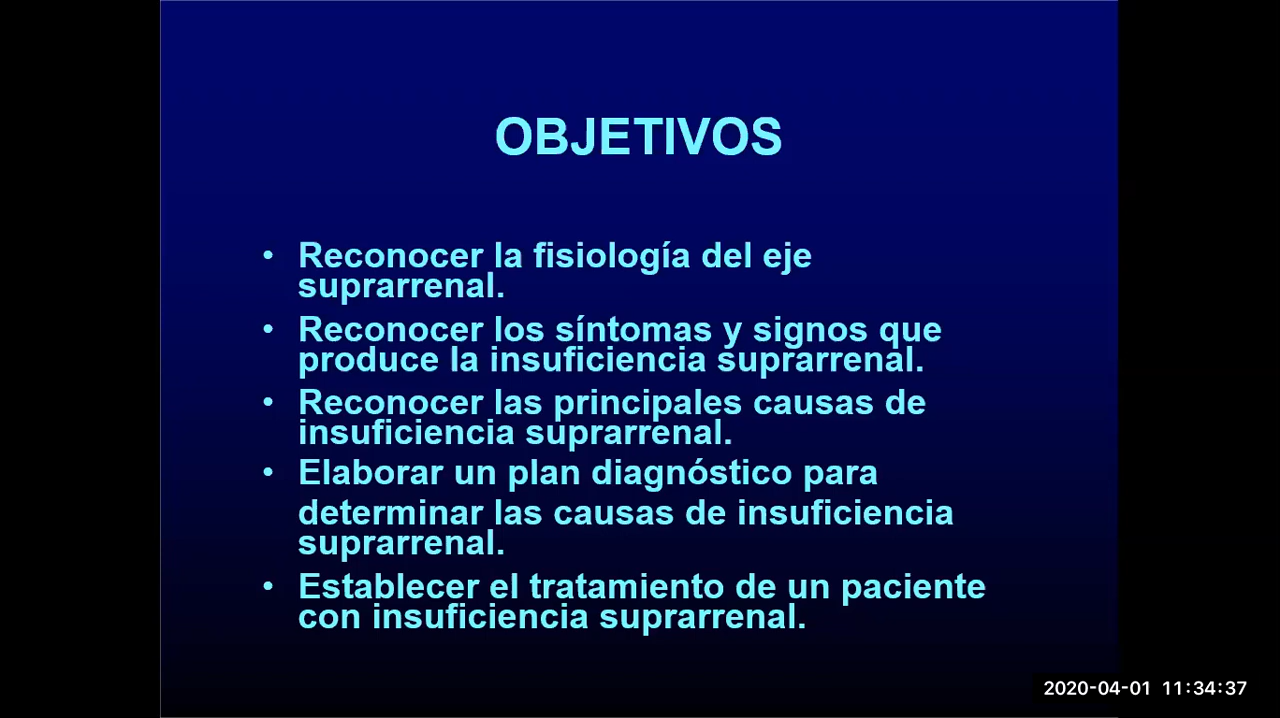 OBJETIVOS
• Reconocer la fisiología del eje
suprarrenal.
• Reconocer los síntomas y signos que
produce la insuficiencia suprarrenal.
• Reconocer las principales causas de
insuficiencia suprarrenal.
• Elaborar un plan diagnóstico para
determinar las causas de insuficiencia
suprarrenal.
• Establecer el tratamiento de un paciente
con insuficiencia suprarrenal.
2020-04-01 11:34:37